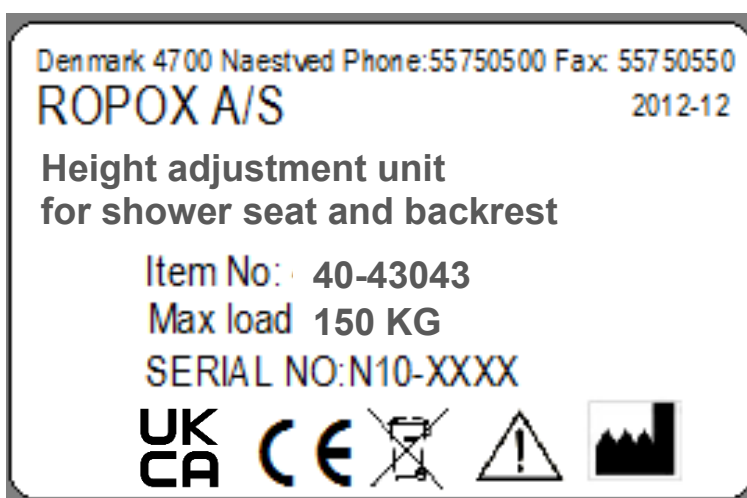 Denmark 4700 Naestved Phone:55750500 Fax: 55750550
ROPOX A/S 2012-12
Height adjustment unit
for shower seat and backrest
Item No: 40-43043
Max load 150 KG
SERIAL NO:N10-XXXX
UK
CA CE